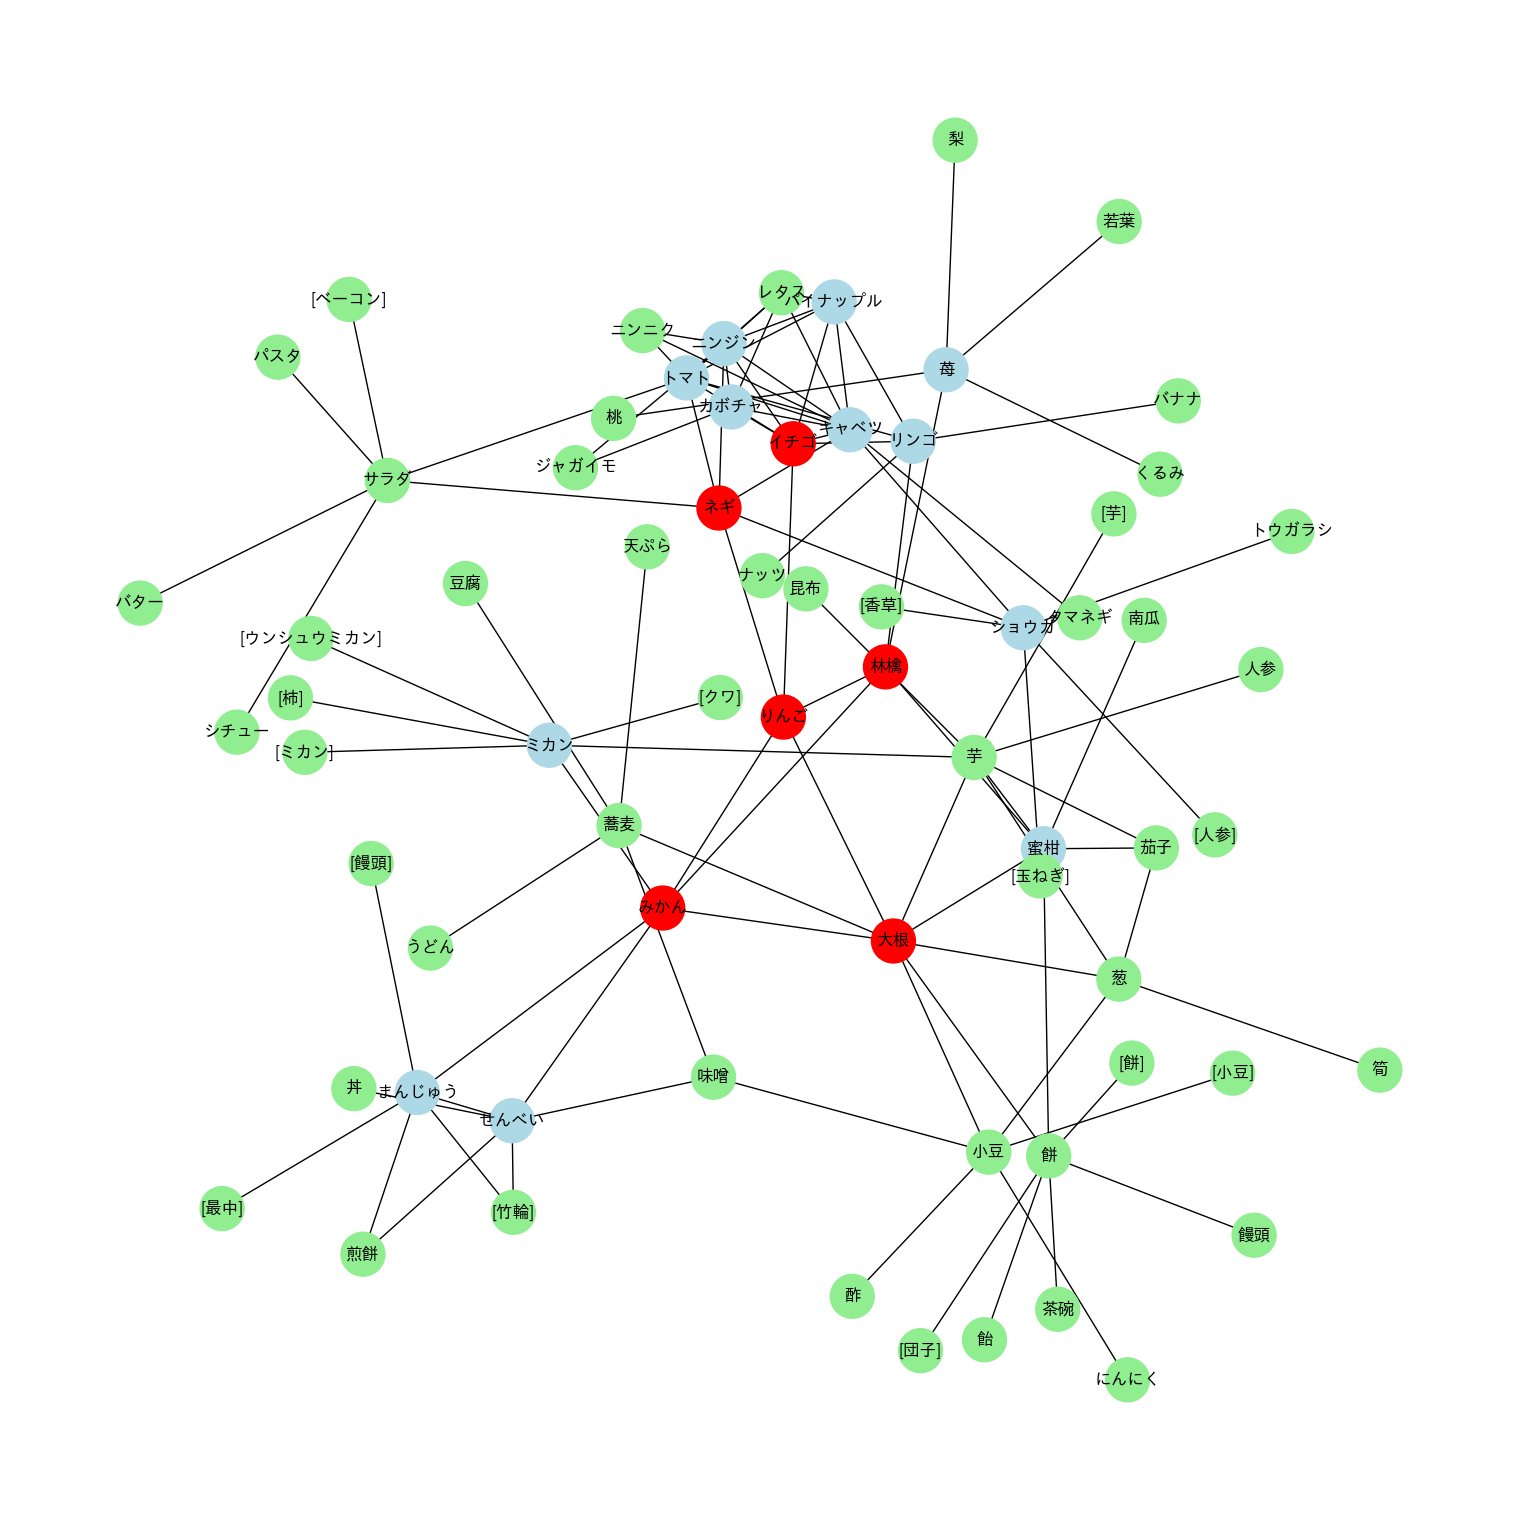 梨
若葉
レタス
パイナップル
[ベーコン]
ニンニク
ニンジン
パスタ
苺
トマト
バナナ
カボチャ
桃
キャベツ
リンゴ
イチゴ
ジャガイモ
くるみ
サラダ
ネギ
[芋]
トウガラシ
天ぷら
ナッツ
豆腐
昆布
バター
[香草]
タマネギ
南瓜
ショウガ
[ウンシュウミカン]
林檎
人参
[柿]
[クワ]
りんご
シチュー
ミカン
[ミカン]
芋
蕎麦
[人参]
茄子
蜜柑
[饅頭]
[玉ねぎ]
みかん
大根
うどん
葱
[餅]
筍
[小豆]
味噌
丼
まんじゅう
せんべい
小豆
餅
[最中]
[竹輪]
饅頭
煎餅
酢
茶碗
飴
[団子]
にんにく